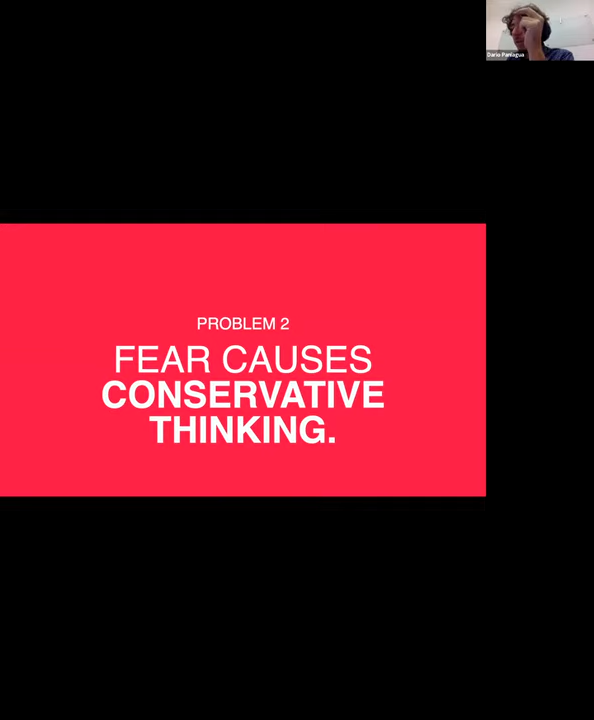 Dario Paniagua
PROBLEM 2
FEAR CAUSES
CONSERVATIVE
THINKING.